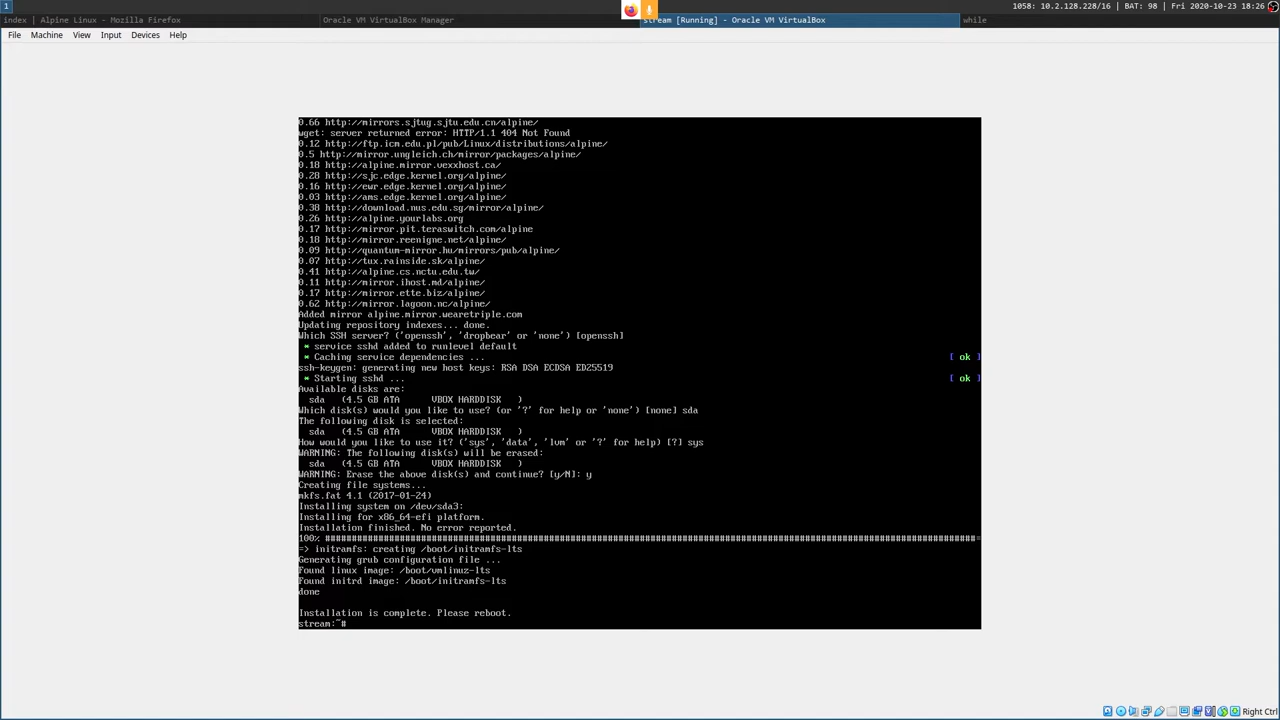 1
1058: 10.0.2.226/16 | BAT: 98 | Fri 2020-10-23 19:26:26
index | Alpine Linux - Mozilla Firefox
Oracle VM VirtualBox Manager
stream [Running] - Oracle VM VirtualBox
while
File Machine View Input Devices Help
0.66 http://mirrors.sjtug.sjtu.edu.cn/alpine/
wget: server returned error: HTTP/1.1 404 Not Found
0.12 http://ftp.icm.edu.pl/pub/Linux/distributions/alpine/
0.5 http://mirror.ungleich.ch/mirror/packages/alpine/
0.18 http://alpine.mirror.vexxhost.ca/
0.28 http://sjc.edge.kernel.org/alpine/
0.16 http://ewr.edge.kernel.org/alpine/
0.03 http://ams.edge.kernel.org/alpine/
0.38 http://download.nus.edu.sg/mirror/alpine/
0.26 http://alpine.yourlabs.org
0.17 http://mirror.pit.teraswitch.com/alpine
0.18 http://mirror.reenigne.net/alpine/
0.09 http://quantum-mirror.hu/mirrors/pub/alpine/
0.07 http://tux.rainside.sk/alpine/
0.41 http://alpine.cs.nctu.edu.tw/
0.11 http://mirror.ihost.md/alpine/
0.17 http://mirror.ette.biz/alpine/
0.62 http://mirror.lagoon.nc/alpine/
Added mirror alpine.mirror.wearetriple.com
Updating repository indexes... done.
Which SSH server? ('openssh', 'dropbear' or 'none') [openssh]
* service sshd added to runlevel default
* Caching service dependencies ... [ ok ]
ssh-keygen: generating new host keys: RSA DSA ECDSA ED25519
* Starting sshd ... [ ok ]
Available disks are:
sda (4.5 GB ATA VBOX HARDDISK )
Which disk(s) would you like to use? (or '?' for help or 'none') [none] sda
The following disk is selected:
sda (4.5 GB ATA VBOX HARDDISK )
How would you like to use it? ('sys', 'data', 'lvm' or '?' for help) [?] sys
WARNING: The following disk(s) will be erased:
sda (4.5 GB ATA VBOX HARDDISK )
WARNING: Erase the above disk(s) and continue? [y/N]: y
Creating file systems...
mkfs.fat 4.1 (2017-01-24)
Installing system on /dev/sda3:
Installing for x86_64-efi platform.
Installation finished. No error reported.
100% ################################################################################
=> initramfs: creating /boot/initramfs-lts
Generating grub configuration file ...
Found linux image: /boot/vmlinuz-lts
Found initrd image: /boot/initramfs-lts
done
Installation is complete. Please reboot.
stream:~#
Right Ctrl